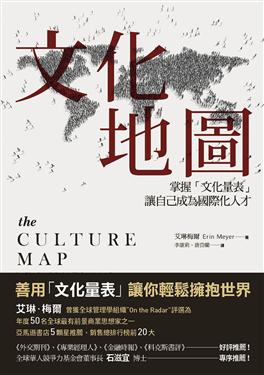 文化
地圖
掌握「文化量表」
讓自己成為國際化人才
the
CULTURE
MAP
艾琳梅爾 Erin Meyer 著
李康莉、唐岱蘭 譯
善用「文化量表」讓你輕鬆擁抱世界
艾琳．梅爾 曾獲全球管理學組織"On the Radar"評選為
年度50名全球最有前景商業思想家之一
亞馬遜書店5顆星推薦、銷售總排行榜前20大
《外交期刊》、《專業經理人》、《金融時報》、《科克斯書評》 好評推薦！
全球華人競爭力基金會董事長 石滋宜 博士 專序推薦！